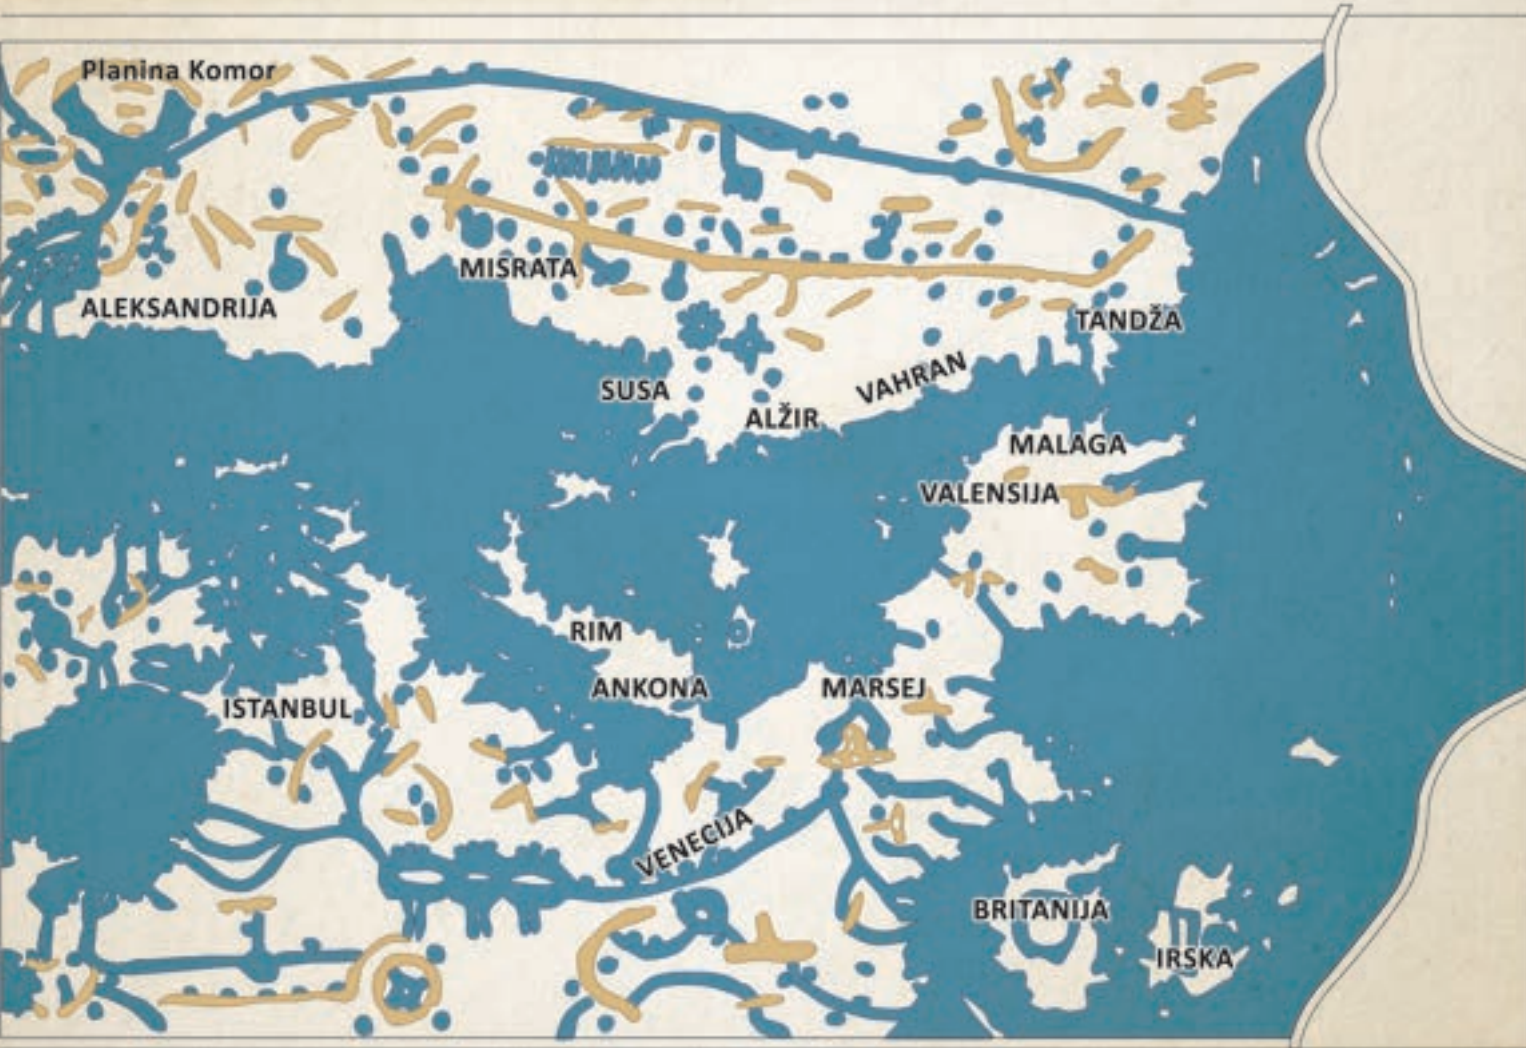 Planina Komor
MISRATA
ALEKSANDRIJA
TANDŽA
SUSA
VAHRAN
ALŽIR
MALAGA
VALENSIJA
RIM
ANKONA
MARSEJ
ISTANBUL
VENECIJA
BRITANIJA
IRSKA